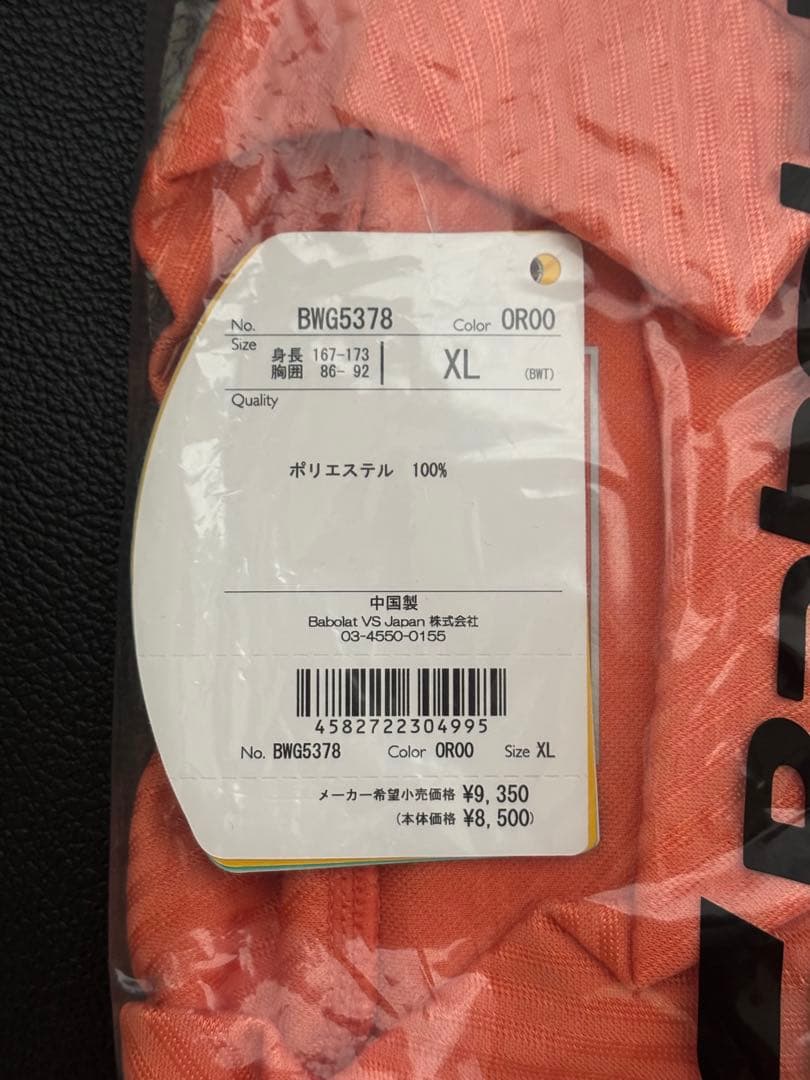 No. BWG5378 Color OR00
Size 身長 167-173 XL (BWT)
胸囲 86- 92
Quality
ポリエステル 100%
中国製
Babolat VS Japan 株式会社
03-4550-0155
4582722304995
No. BWG5378 Color OR00 Size XL
メーカー希望小売価格 ¥9,350
(本体価格 ¥8,500)